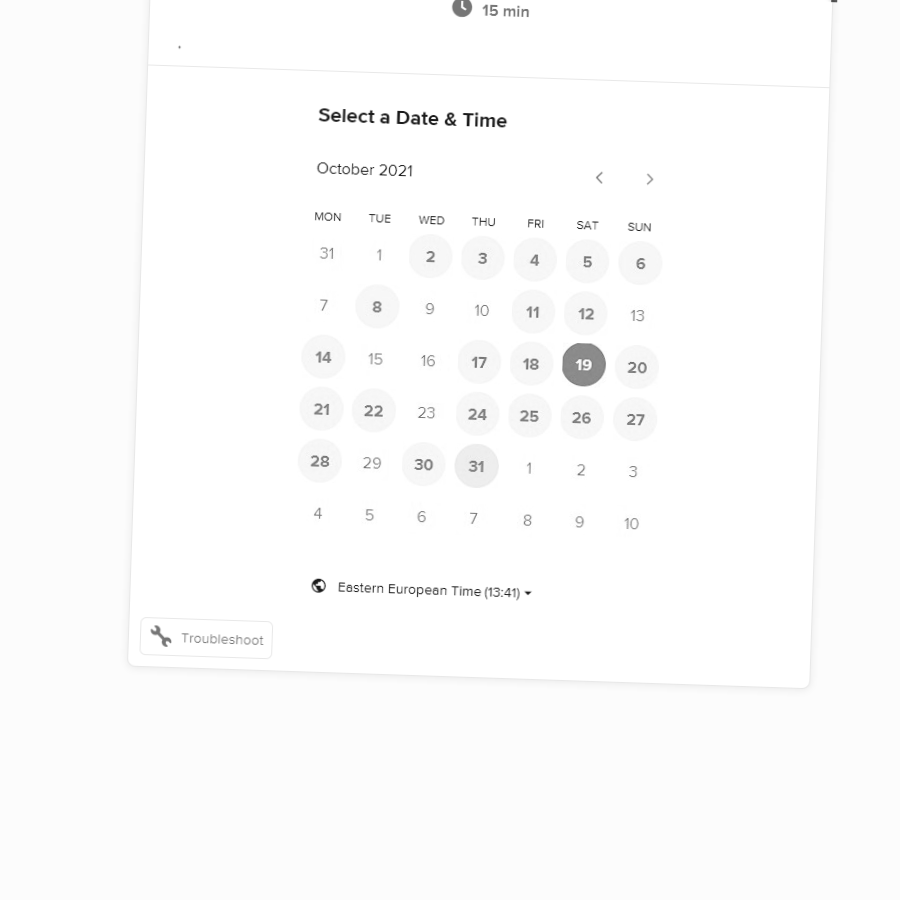 15 min
Select a Date & Time
October 2021
MON TUE WED THU FRI SAT SUN
31 1 2 3 4 5 6
7 8 9 10 11 12 13
14 15 16 17 18 19 20
21 22 23 24 25 26 27
28 29 30 31 1 2 3
4 5 6 7 8 9 10
Eastern European Time (13:41)
Troubleshoot